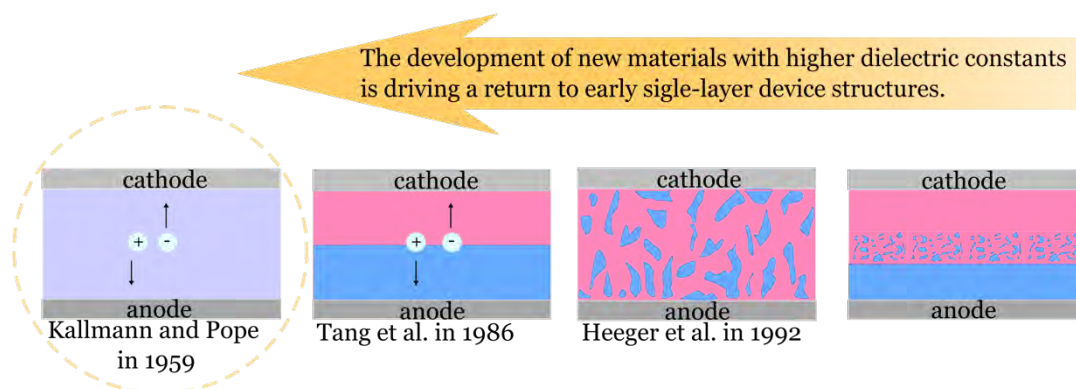 The development of new materials with higher dielectric constants
is driving a return to early sigle-layer device structures.
cathode
+ -
anode
Kallmann and Pope
in 1959
cathode
+ -
anode
Tang et al. in 1986
cathode
anode
Heeger et al. in 1992
cathode
anode